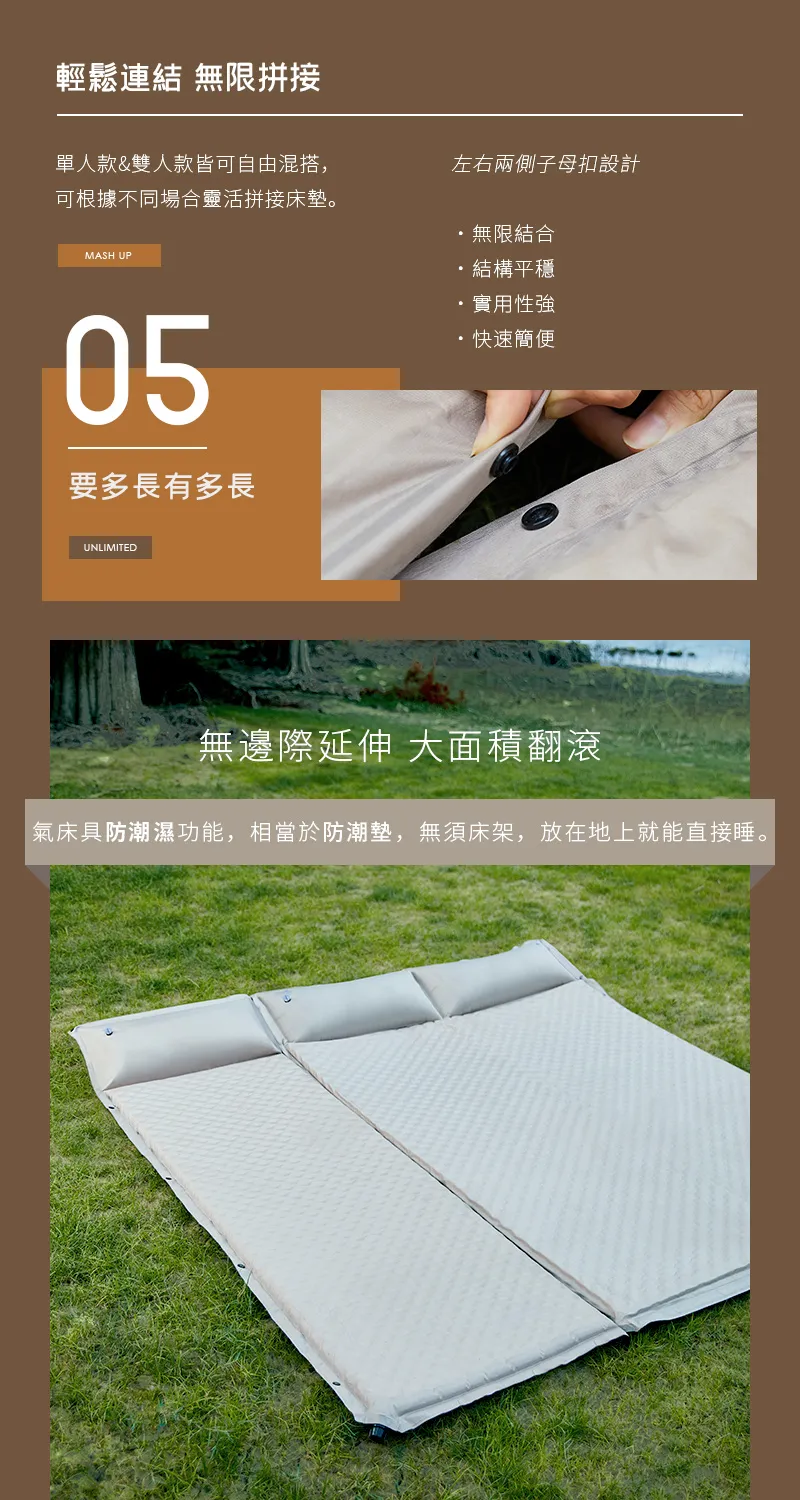 輕鬆連結 無限拼接
單人款&雙人款皆可自由混搭，
可根據不同場合靈活拼接床墊。
MASH UP
左右兩側子母扣設計
・無限結合
・結構平穩
・實用性強
・快速簡便
05
要多長有多長
UNLIMITED
無邊際延伸 大面積翻滾
氣床具防潮濕功能，相當於防潮墊，無須床架，放在地上就能直接睡。